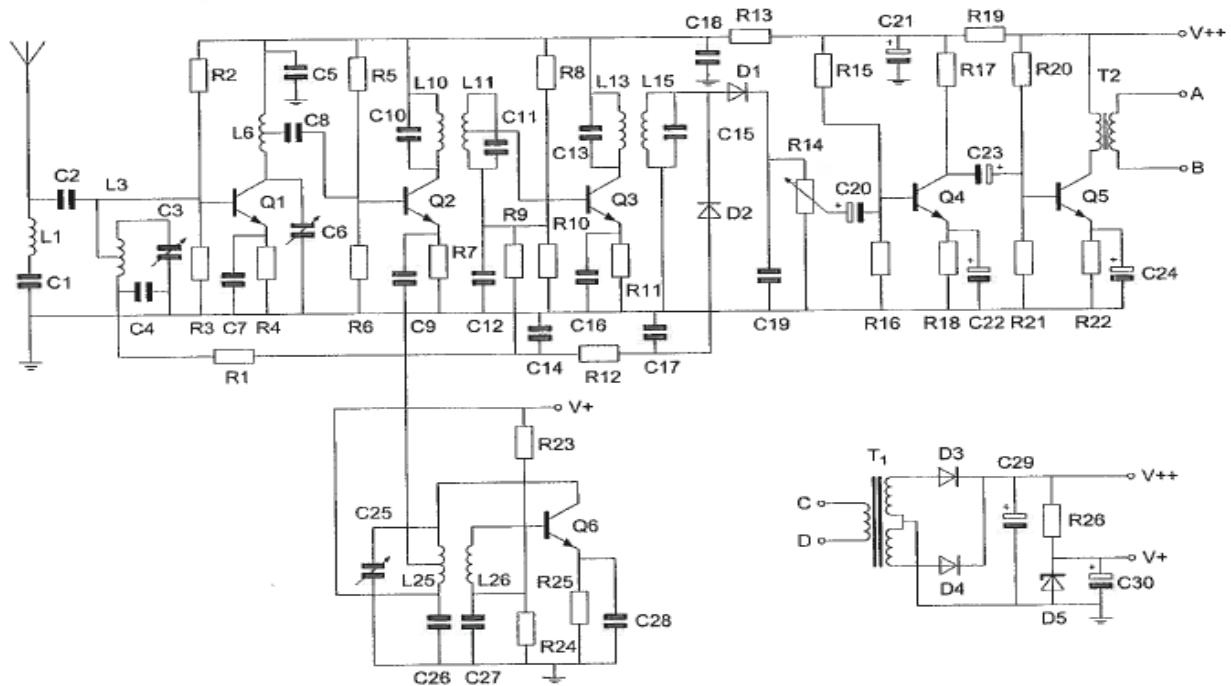 C18 R13 C21 R19 V++
R2 C5 R5 L10 L11 R8 L13 L15 D1 R15 R17 R20 T2
A
C8 C10 C11 C15
L6 C13 R14 C23
C2 L3 B
C3 Q1 Q2 Q3 C20 Q4 Q5
L1 C6 R9 R10 D2
R7
C1 R11 C24
C4 R3 C7 R4 R6 C9 C12 C16 C19 R16 R18 C22 R21 R22
R1 C14 R12 C17
V+
R23
T1 D3 C29 V++
C25 Q6 C R26
D
L25 L26 R25 D4 V+
C30
C28 D5
R24
C26 C27